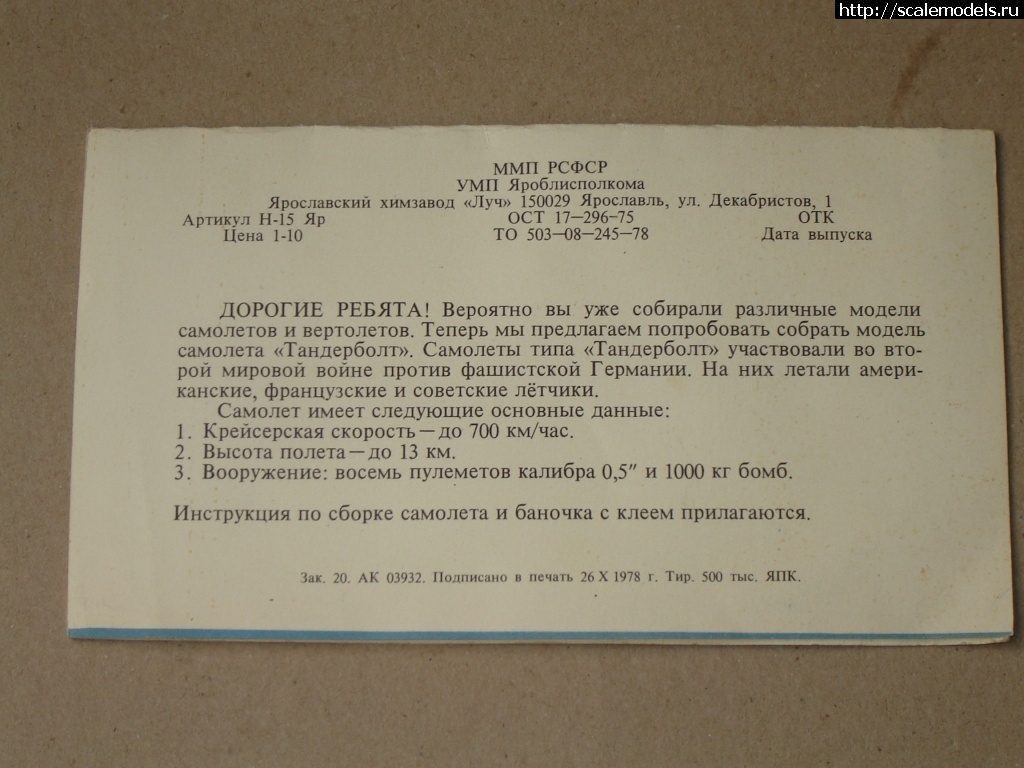 http://scalemodels.ru
ММП РСФСР
УМП Яроблисполкома
Ярославский химзавод «Луч» 150029 Ярославль, ул. Декабристов, 1
Артикул Н-15 Яр ОСТ 17—296-75 ОТК
Цена 1-10 ТО 503—08—245—78 Дата выпуска
ДОРОГИЕ РЕБЯТА! Вероятно вы уже собирали различные модели
самолетов и вертолетов. Теперь мы предлагаем попробовать собрать модель
самолета «Тандерболт». Самолеты типа «Тандерболт» участвовали во вто-
рой мировой войне против фашистской Германии. На них летали амери-
канские, французские и советские лётчики.
Самолет имеет следующие основные данные:
1. Крейсерская скорость — до 700 км/час.
2. Высота полета — до 13 км.
3. Вооружение: восемь пулеметов калибра 0,5″ и 1000 кг бомб.
Инструкция по сборке самолета и баночка с клеем прилагаются.
Зак. 20. АК 03932. Подписано в печать 26 X 1978 г. Тир. 500 тыс. ЯПК.